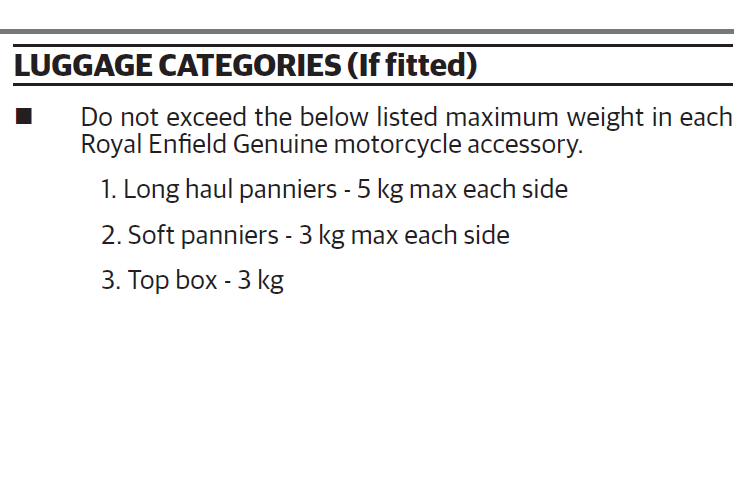 LUGGAGE CATEGORIES (If fitted)
■ Do not exceed the below listed maximum weight in each
Royal Enfield Genuine motorcycle accessory.
1. Long haul panniers - 5 kg max each side
2. Soft panniers - 3 kg max each side
3. Top box - 3 kg